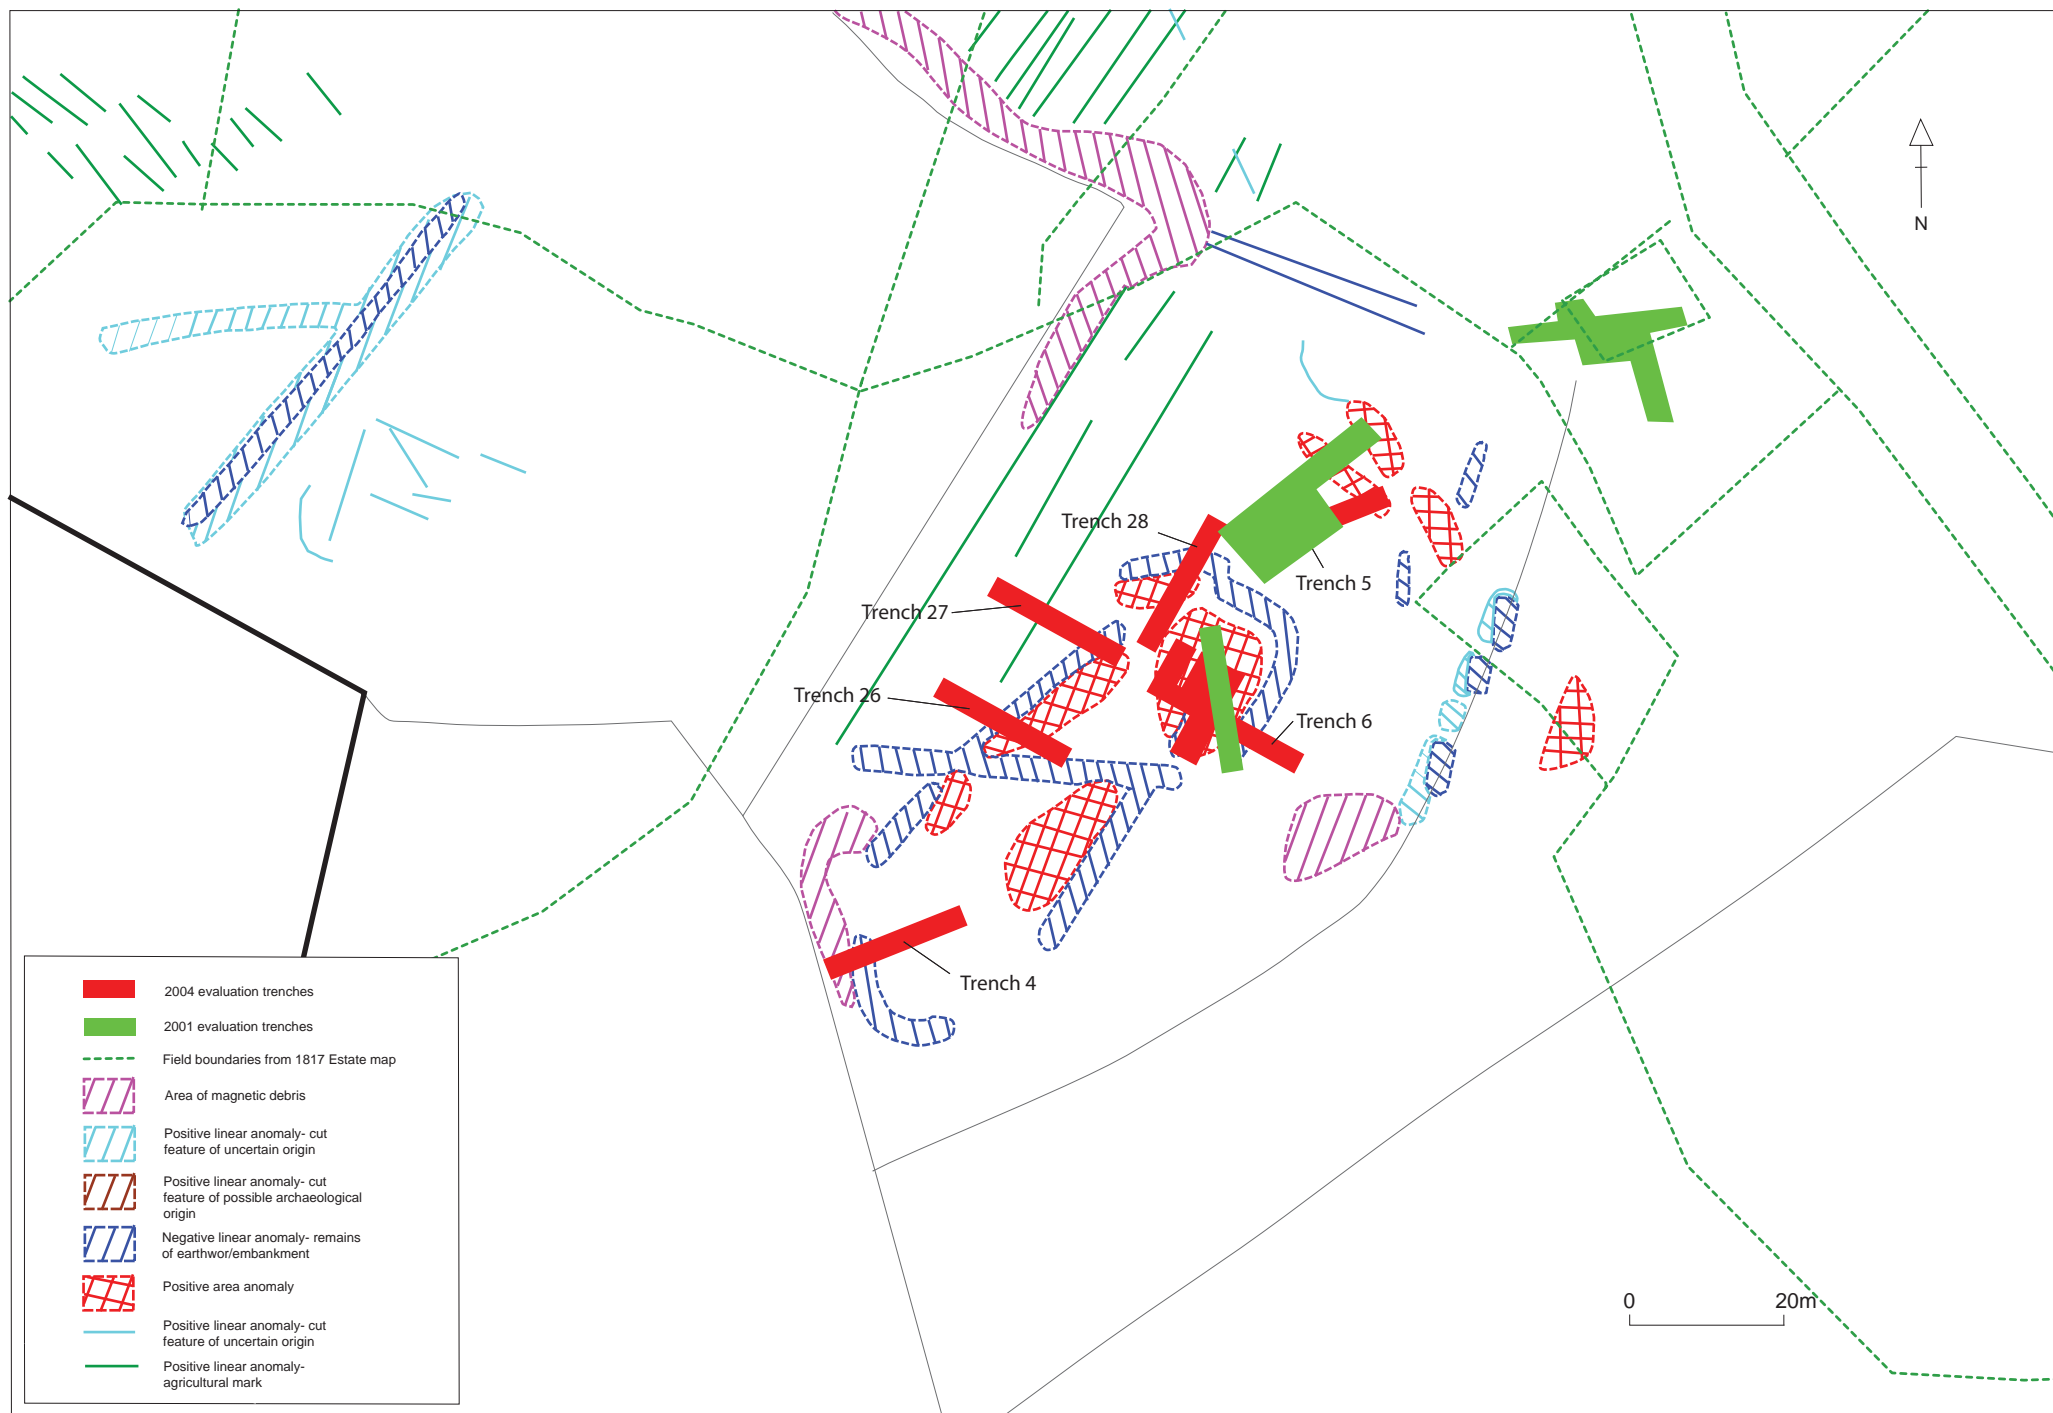 N
Trench 28
Trench 5
Trench 27
Trench 26
Trench 6
Trench 4
2004 evaluation trenches
2001 evaluation trenches
Field boundaries from 1817 Estate map
Area of magnetic debris
Positive linear anomaly- cut
feature of uncertain origin
Positive linear anomaly- cut
feature of possible archaeological
origin
Negative linear anomaly- remains
of earthwor/embankment
Positive area anomaly
Positive linear anomaly- cut
feature of uncertain origin
Positive linear anomaly-
agricultural mark
0 20m